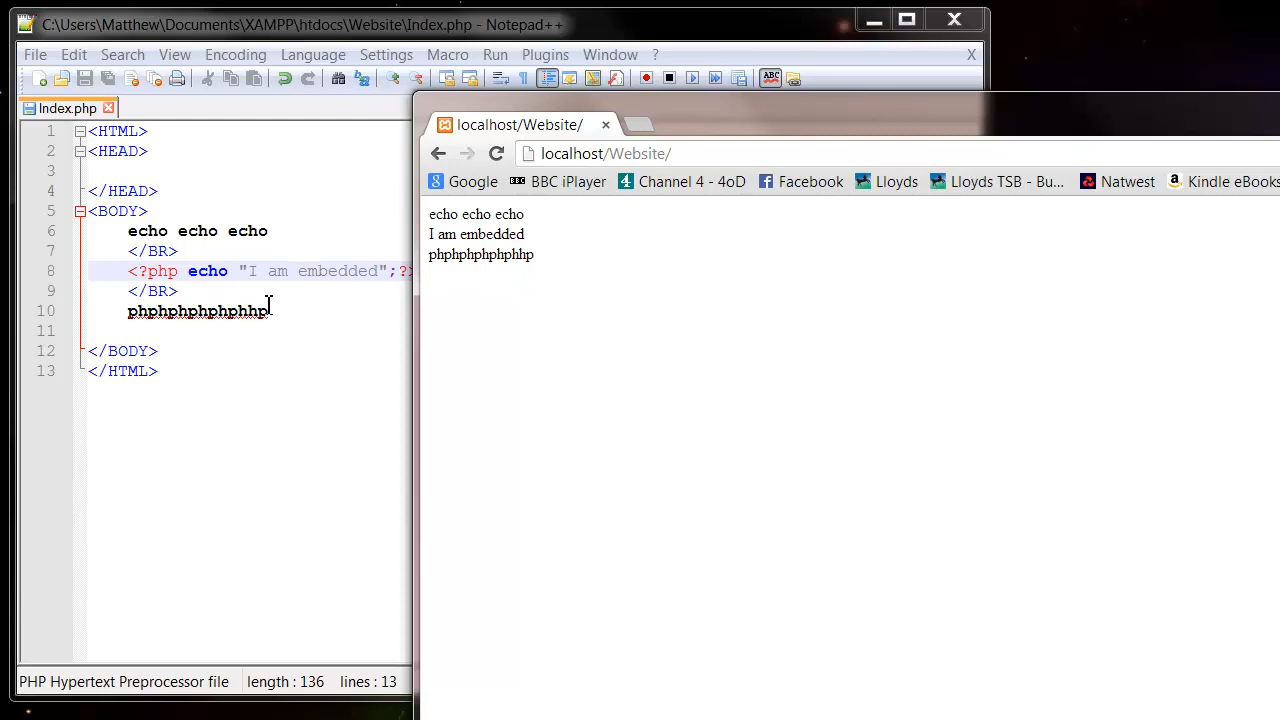 C:\Users\Matthew\Documents\XAMPP\htdocs\Website\Index.php - Notepad++
File Edit Search View Encoding Language Settings Macro Run Plugins Window ? X
Index.php
1 <HTML>
2 <HEAD>
3
4 </HEAD>
5 <BODY>
6 echo echo echo
7 </BR>
8 <?php echo "I am embedded";?>
9 </BR>
10 phphphphphphhp
11
12 </BODY>
13 </HTML>
PHP Hypertext Preprocessor file length : 136 lines : 13
localhost/Website/
localhost/Website/
Google BBC iPlayer Channel 4 - 4oD Facebook Lloyds Lloyds TSB - Bu... Natwest Kindle eBooks
echo echo echo
I am embedded
phphphphphphhp